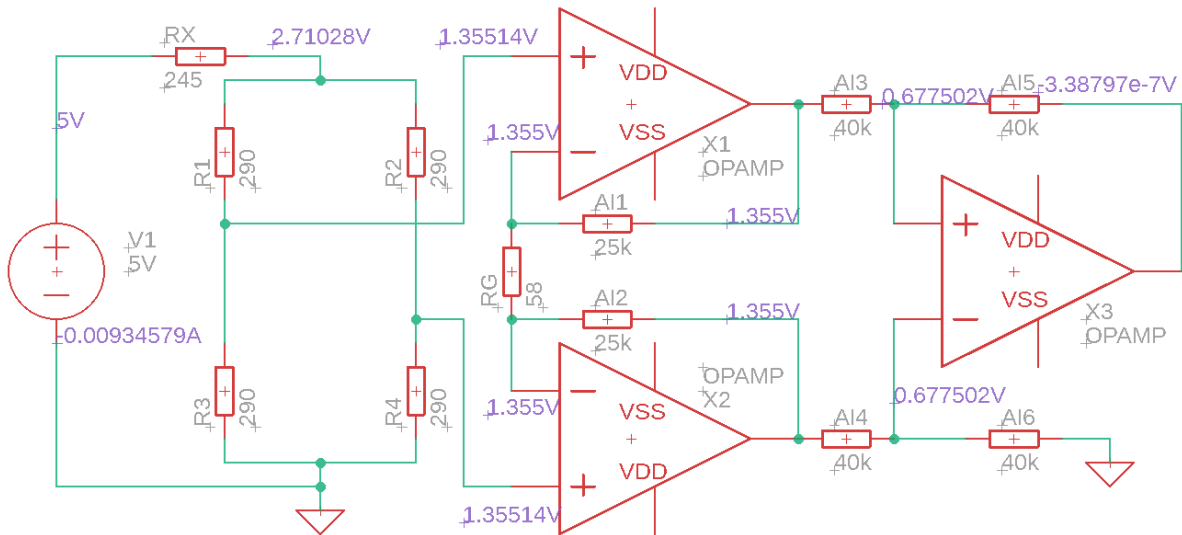 RX
245
2.71028V
1.35514V
5V
R1
290
R2
290
V1
5V
-0.00934579A
R3
290
R4
290
1.355V
VDD
VSS
X1
OPAMP
AI1
25k
1.355V
RG
58
AI2
25k
1.355V
1.355V
VSS
VDD
OPAMP
X2
1.35514V
AI3
40k
0.677502V
AI5
40k
-3.38797e-7V
VDD
VSS
X3
OPAMP
0.677502V
AI4
40k
AI6
40k